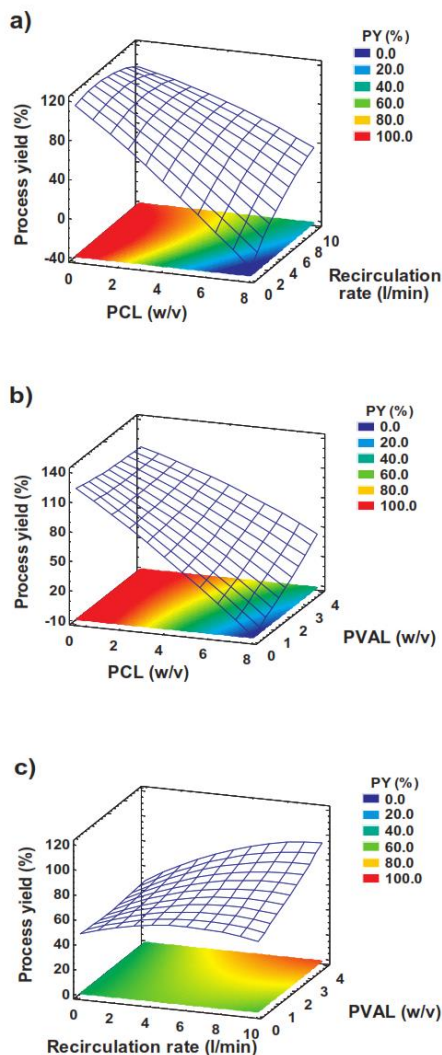 a)
PY (%)
0.0
20.0
40.0
60.0
80.0
100.0
Process yield (%)
120
80
40
0
-40
0 2 4 6 8
PCL (w/v)
0 2 4 6 8 10
Recirculation
rate (l/min)
b)
PY (%)
0.0
20.0
40.0
60.0
80.0
100.0
Process yield (%)
140
110
80
50
20
-10
0 2 4 6 8
PCL (w/v)
0 1 2 3 4
PVAL (w/v)
c)
PY (%)
0.0
20.0
40.0
60.0
80.0
100.0
Process yield (%)
120
100
80
60
40
20
0
0 2 4 6 8 10
Recirculation rate (l/min)
0 1 2 3 4
PVAL (w/v)